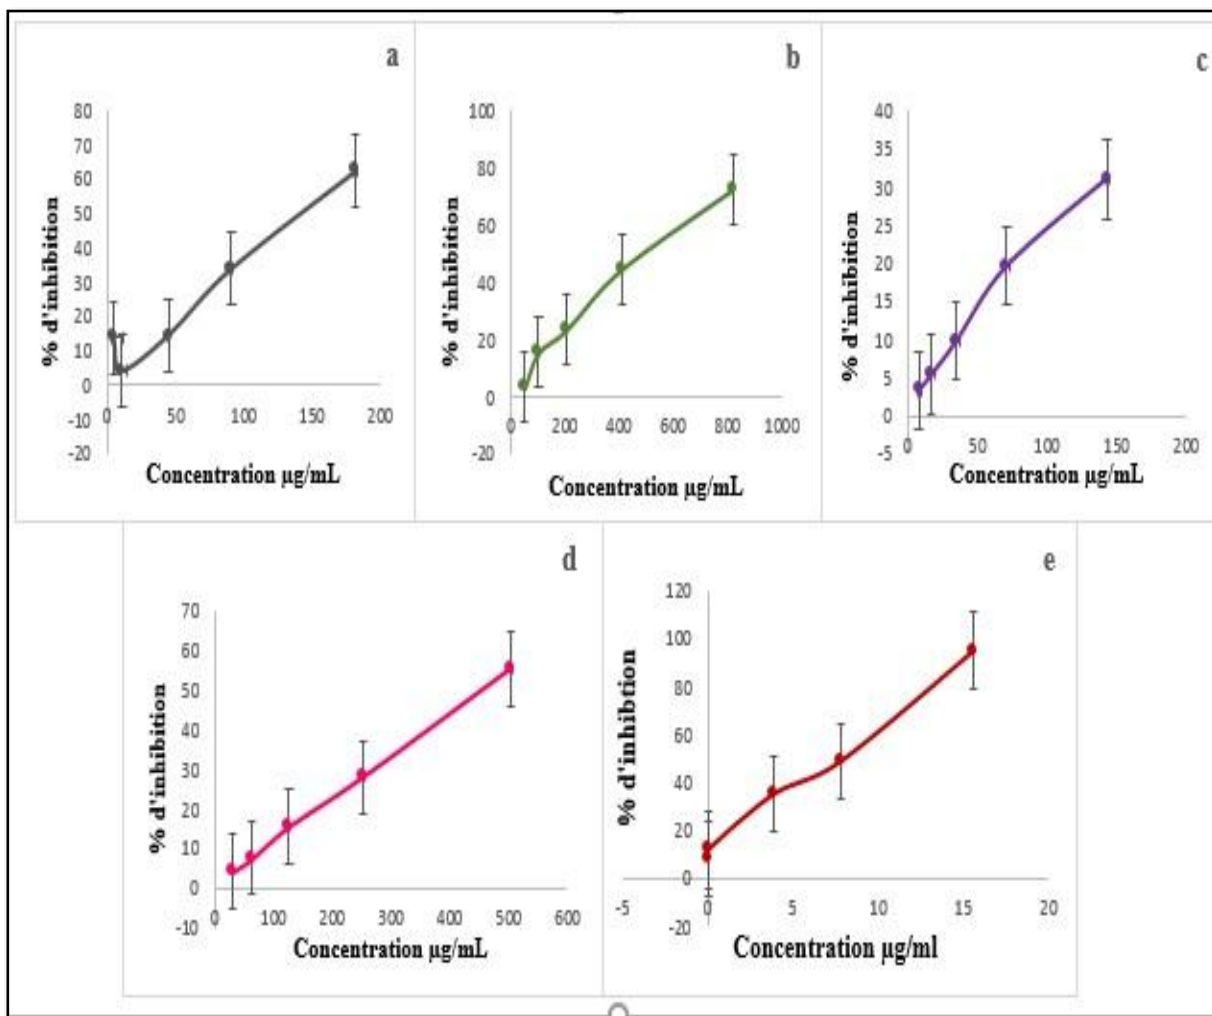 a
80
70
60
50
40
30
20
10
0
-10
-20
% d'inhibition
0 50 100 150 200
Concentration µg/mL
b
100
80
60
40
20
0
-20
% d'inhibition
0 200 400 600 800 1000
Concentration µg/mL
c
40
35
30
25
20
15
10
5
0
-5
% d'inhibition
0 50 100 150 200
Concentration µg/mL
d
70
60
50
40
30
20
10
0
-10
% d'inhibition
0 100 200 300 400 500 600
Concentration µg/mL
e
120
100
80
60
40
20
0
-20
% d'inhibtion
-5 0 5 10 15 20
Concentration µg/ml